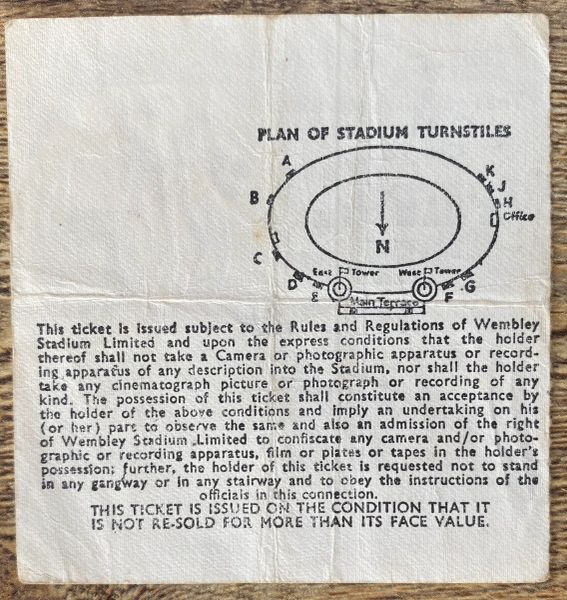 PLAN OF STADIUM TURNSTILES
A
K
J
B
H
Office
N
C
East Tower
West Tower
D
G
E
F
Main Terrace
This ticket is issued subject to the Rules and Regulations of Wembley
Stadium Limited and upon the express conditions that the holder
thereof shall not take a Camera or photographic apparatus or record-
ing apparatus of any description into the Stadium, nor shall the holder
take any cinematograph picture or photograph or recording of any
kind. The possession of this ticket shall constitute an acceptance by
the holder of the above conditions and imply an undertaking on his
(or her) part to observe the same and also an admission of the right
of Wembley Stadium Limited to confiscate any camera and/or photo-
graphic or recording apparatus, film or plates or tapes in the holder's
possession; further, the holder of this ticket is requested not to stand
in any gangway or in any stairway and to obey the instructions of the
officials in this connection.
THIS TICKET IS ISSUED ON THE CONDITION THAT IT
IS NOT RE-SOLD FOR MORE THAN ITS FACE VALUE.